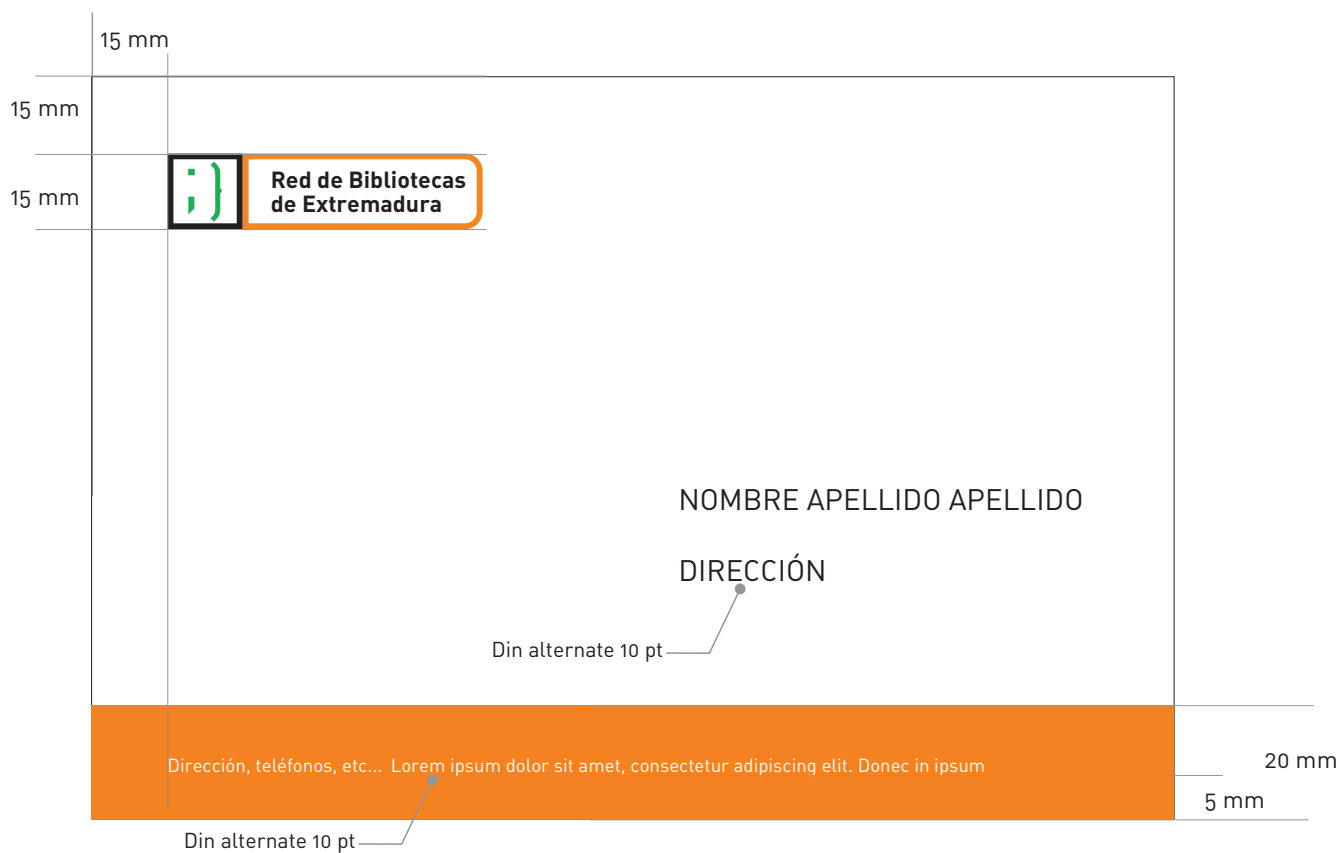 15 mm
15 mm
15 mm
;}
Red de Bibliotecas
de Extremadura
NOMBRE APELLIDO APELLIDO
DIRECCIÓN
Din alternate 10 pt
Dirección, teléfonos, etc... Lorem ipsum dolor sit amet, consectetur adipiscing elit. Donec in ipsum
20 mm
5 mm
Din alternate 10 pt